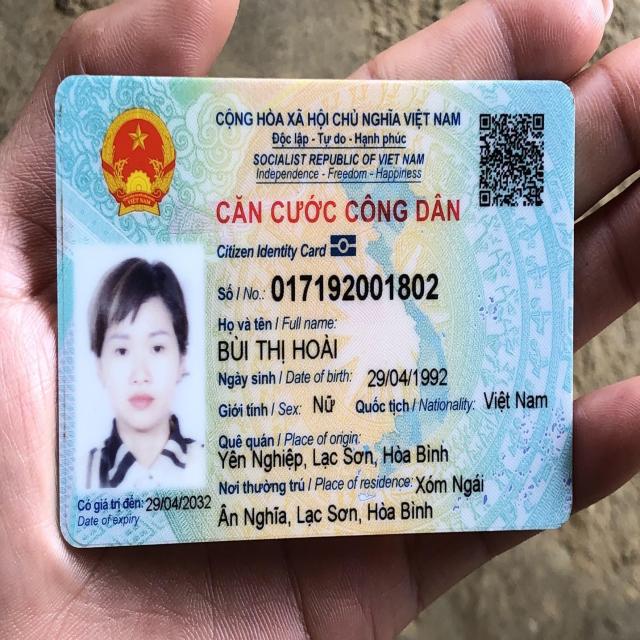 CỘNG HÒA XÃ HỘI CHỦ NGHĨA VIỆT NAM
Độc lập - Tự do - Hạnh phúc
SOCIALIST REPUBLIC OF VIET NAM
Independence - Freedom - Happiness
CĂN CƯỚC CÔNG DÂN
Citizen Identity Card
Số / No.: 017192001802
Họ và tên / Full name:
BÙI THỊ HOÀI
Ngày sinh / Date of birth: 29/04/1992
Giới tính / Sex: Nữ Quốc tịch / Nationality: Việt Nam
Quê quán / Place of origin:
Yên Nghiệp, Lạc Sơn, Hòa Bình
Nơi thường trú / Place of residence: Xóm Ngái
Ân Nghĩa, Lạc Sơn, Hòa Bình
Có giá trị đến: 29/04/2032
Date of expiry
VIỆT NAM